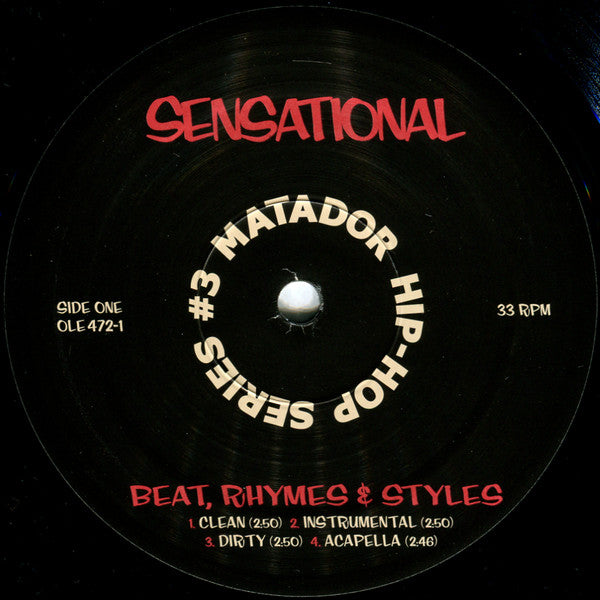 SENSATIONAL
MATADOR HIP-HOP SERIES #3
SIDE ONE
OLE 472-1
33 RPM
BEAT, RHYMES & STYLES
1. CLEAN (2:50) 2. INSTRUMENTAL (2:50)
3. DIRTY (2:50) 4. ACAPELLA (2:46)